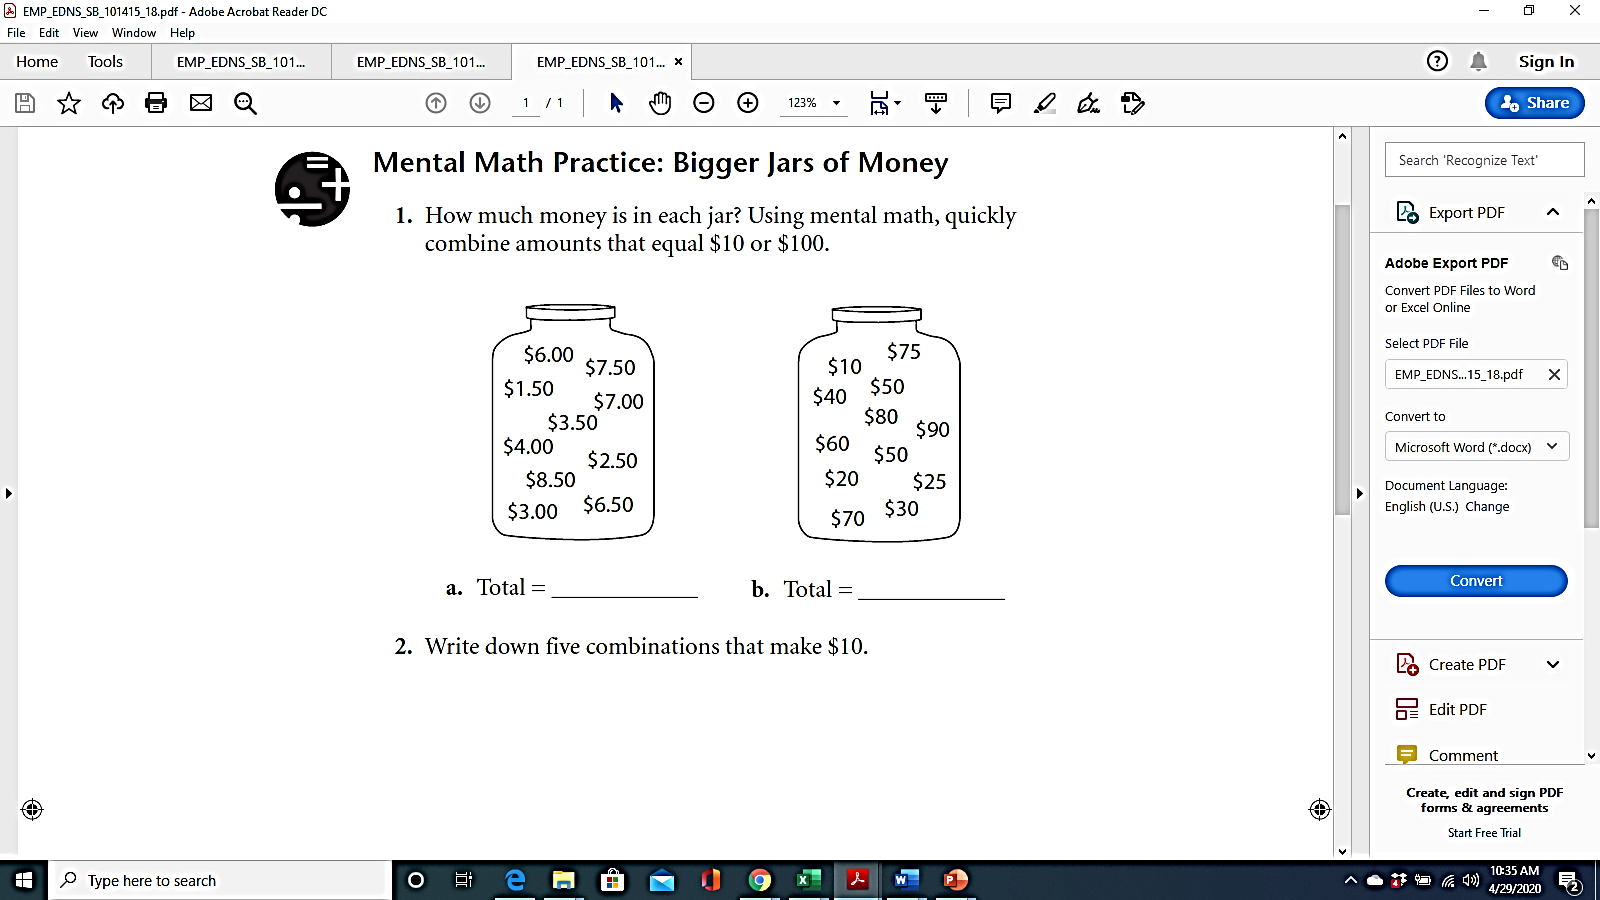 EMP_EDNS_SB_101415_18.pdf - Adobe Acrobat Reader DC
File Edit View Window Help
Home Tools EMP_EDNS_SB_101... EMP_EDNS_SB_101... EMP_EDNS_SB_101... × ? Sign In
1 / 1 123% Share
Mental Math Practice: Bigger Jars of Money
1. How much money is in each jar? Using mental math, quickly
combine amounts that equal $10 or $100.
$6.00
$7.50
$1.50
$7.00
$3.50
$4.00
$2.50
$8.50
$6.50
$3.00
$75
$10
$50
$40
$80
$90
$60
$50
$20
$25
$30
$70
a. Total = ____________
b. Total = ____________
2. Write down five combinations that make $10.
Search 'Recognize Text'
Export PDF
Adobe Export PDF
Convert PDF Files to Word
or Excel Online
Select PDF File
EMP_EDNS...15_18.pdf
Convert to
Microsoft Word (*.docx)
Document Language:
English (U.S.) Change
Convert
Create PDF
Edit PDF
Comment
Create, edit and sign PDF
forms & agreements
Start Free Trial
Type here to search
10:35 AM
4/29/2020
2